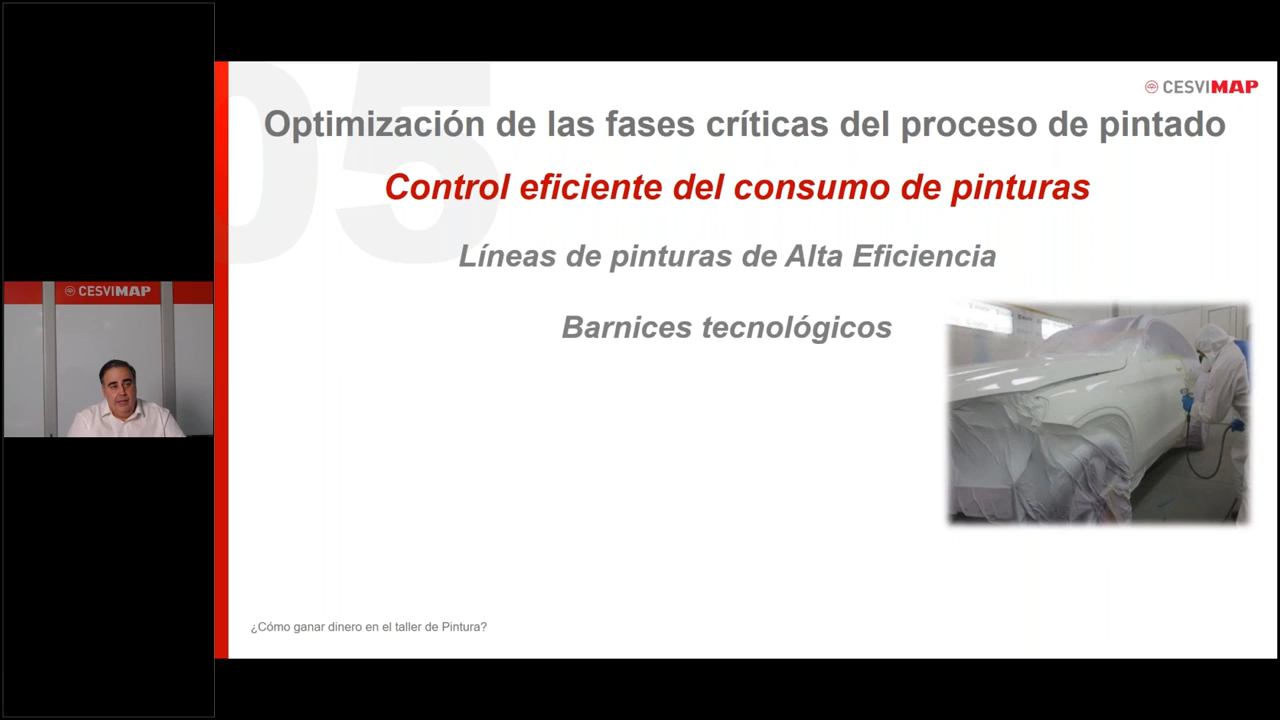 CESVIMAP
05
CESVIMAP
Optimización de las fases críticas del proceso de pintado
Control eficiente del consumo de pinturas
Líneas de pinturas de Alta Eficiencia
Barnices tecnológicos
¿Cómo ganar dinero en el taller de Pintura?